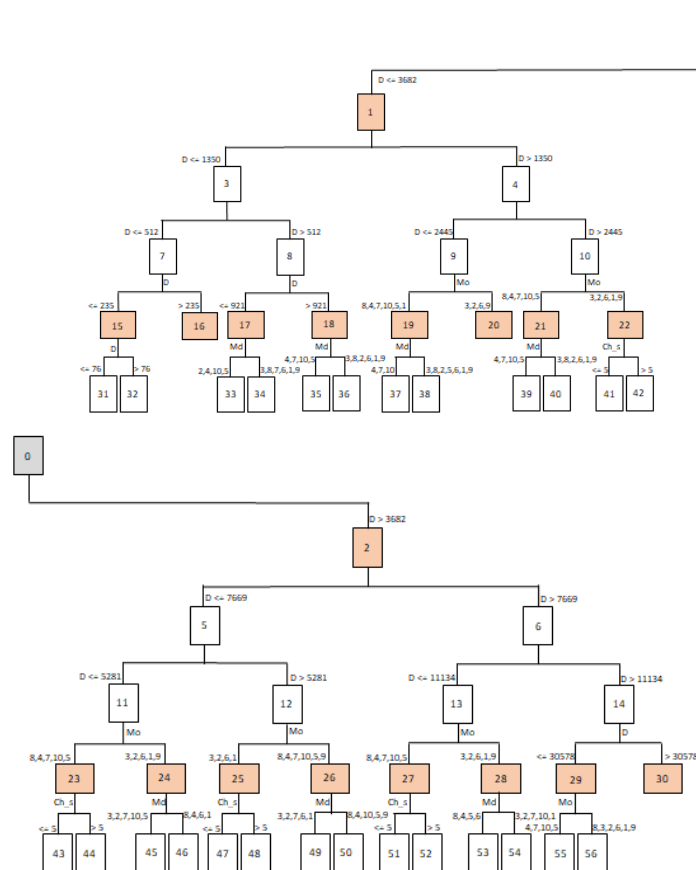 D <= 3682
1
D <= 1350 D > 1350
3 4
D <= 512 D > 512 D <= 2445 D > 2445
7 8 9 10
D D Mo Mo
<= 235 > 235 <= 921 > 921 8,4,7,10,5,1 3,2,6,9 8,4,7,10,5 3,2,6,1,9
15 16 17 18 19 20 21 22
D Md Md Md Md Ch_s
<= 76 > 76 2,4,10,5 3,8,7,6,1,9 4,7,10,5 3,8,2,6,1,9 4,7,10 3,8,2,5,6,1,9 4,7,10,5 3,8,2,6,1,9 <= 5 > 5
31 32 33 34 35 36 37 38 39 40 41 42
0
D > 3682
2
D <= 7669 D > 7669
5 6
D <= 5281 D > 5281 D <= 11134 D > 11134
11 12 13 14
Mo Mo Mo D
8,4,7,10,5 3,2,6,1,9 3,2,6,1 8,4,7,10,5,9 8,4,7,10,5 3,2,6,1,9 <= 30578 > 30578
23 24 25 26 27 28 29 30
Ch_s Md Ch_s Md Ch_s Md Mo
<= 5 > 5 3,2,7,10,5 8,4,6,1 <= 5 > 5 3,2,7,6,1 8,4,10,5,9 <= 5 > 5 8,4,5,6 3,2,7,10,1 4,7,10,5 8,3,2,6,1,9
43 44 45 46 47 48 49 50 51 52 53 54 55 56